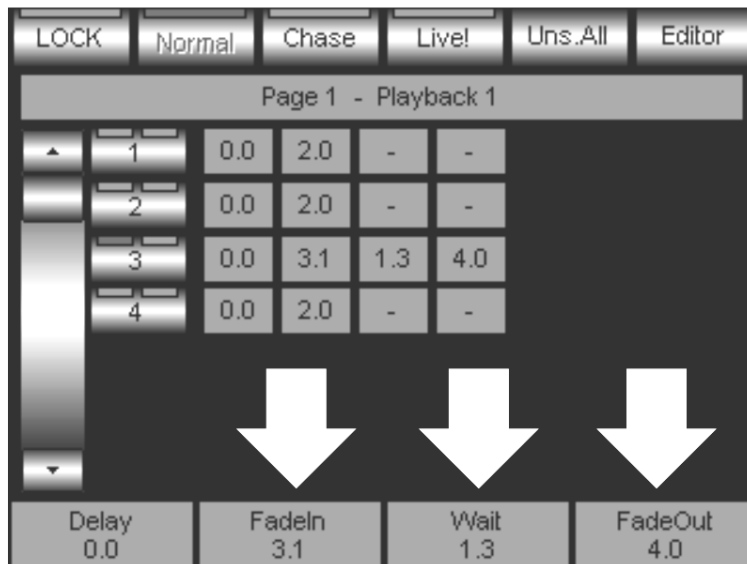 LOCK Normal Chase Live! Uns.All Editor
Page 1 - Playback 1
1 0.0 2.0 - -
2 0.0 2.0 - -
3 0.0 3.1 1.3 4.0
4 0.0 2.0 - -
Delay FadeIn Wait FadeOut
0.0 3.1 1.3 4.0